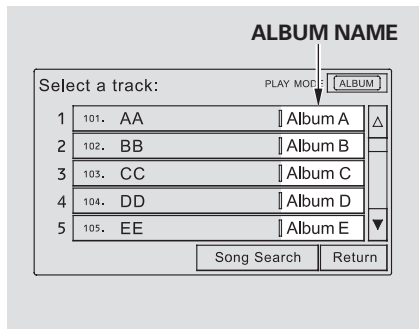 ALBUM NAME
Select a track: PLAY MODE ALBUM
1 101. AA Album A
2 102. BB Album B
3 103. CC Album C
4 104. DD Album D
5 105. EE Album E
Song Search Return